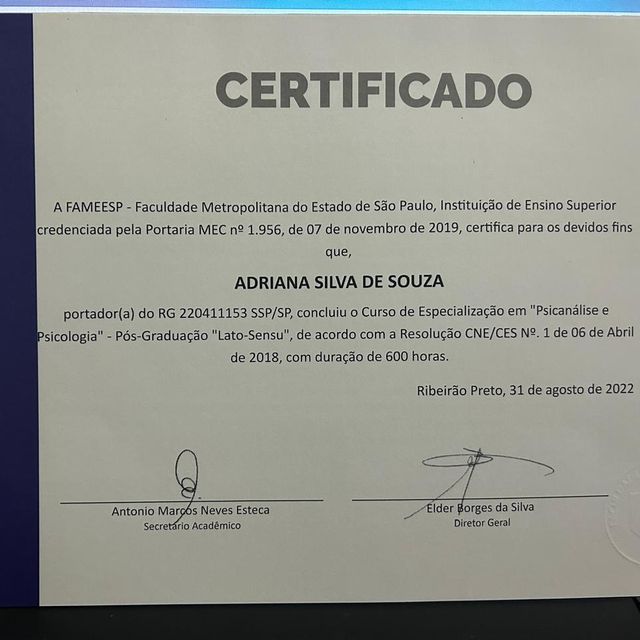 CERTIFICADO
A FAMEESP - Faculdade Metropolitana do Estado de São Paulo, Instituição de Ensino Superior
credenciada pela Portaria MEC nº 1.956, de 07 de novembro de 2019, certifica para os devidos fins
que,
ADRIANA SILVA DE SOUZA
portador(a) do RG 220411153 SSP/SP, concluiu o Curso de Especialização em "Psicanálise e
Psicologia" - Pós-Graduação "Lato-Sensu", de acordo com a Resolução CNE/CES Nº. 1 de 06 de Abril
de 2018, com duração de 600 horas.
Ribeirão Preto, 31 de agosto de 2022
Antonio Marcos Neves Esteca
Secretário Acadêmico
Elder Borges da Silva
Diretor Geral